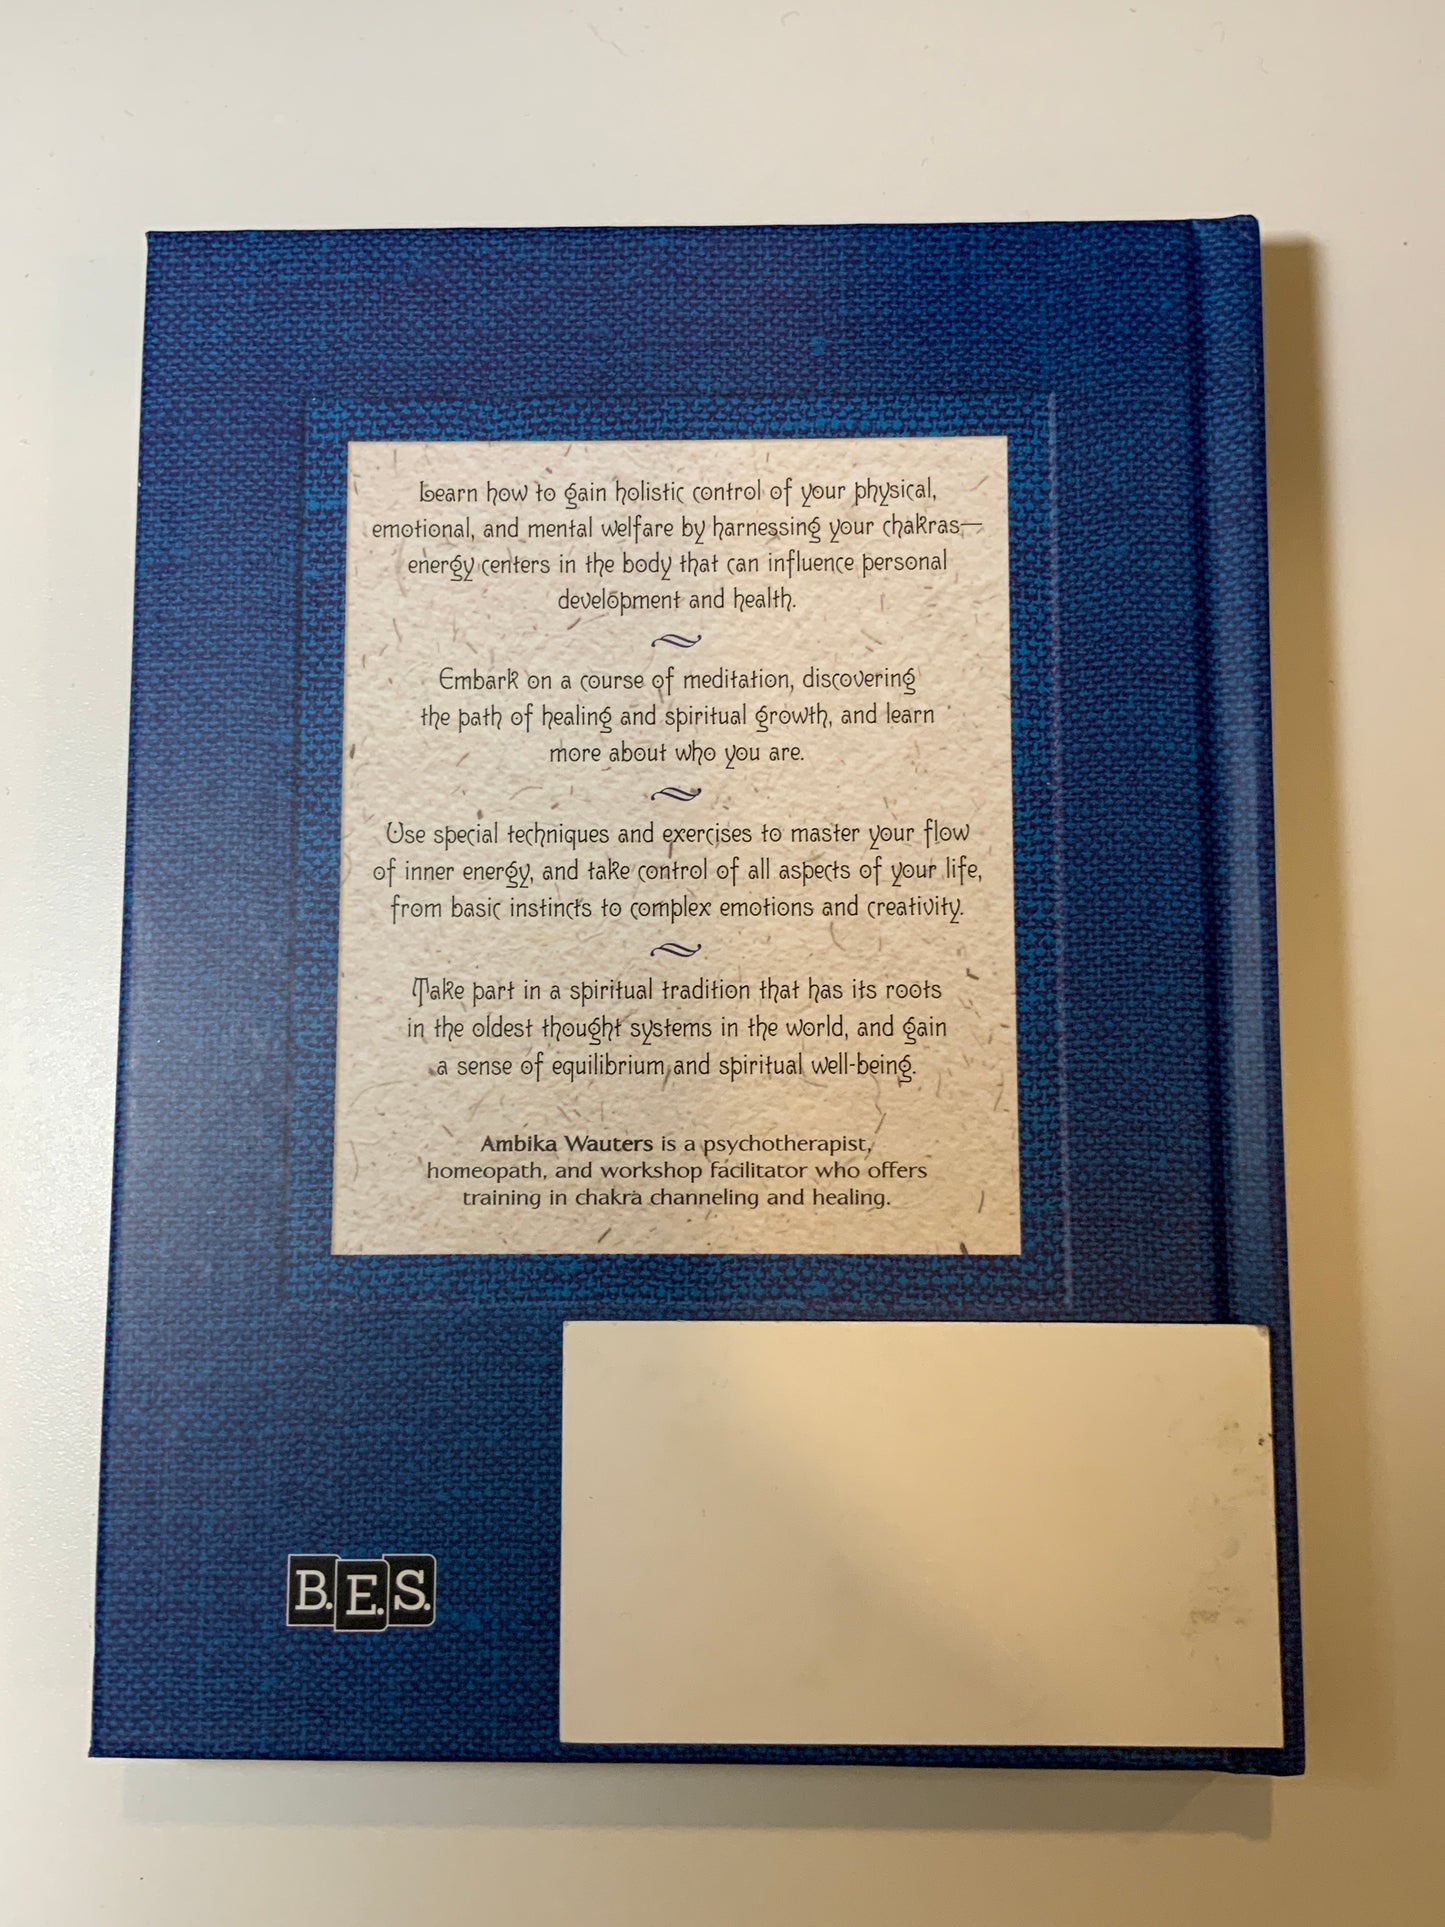 Learn how to gain holistic control of your physical,
emotional, and mental welfare by harnessing your chakras—
energy centers in the body that can influence personal
development and health.
Embark on a course of meditation, discovering
the path of healing and spiritual growth, and learn
more about who you are.
Use special techniques and exercises to master your flow
of inner energy, and take control of all aspects of your life,
from basic instincts to complex emotions and creativity.
Take part in a spiritual tradition that has its roots
in the oldest thought systems in the world, and gain
a sense of equilibrium and spiritual well-being.
Ambika Wauters is a psychotherapist,
homeopath, and workshop facilitator who offers
training in chakra channeling and healing.
B.E.S.